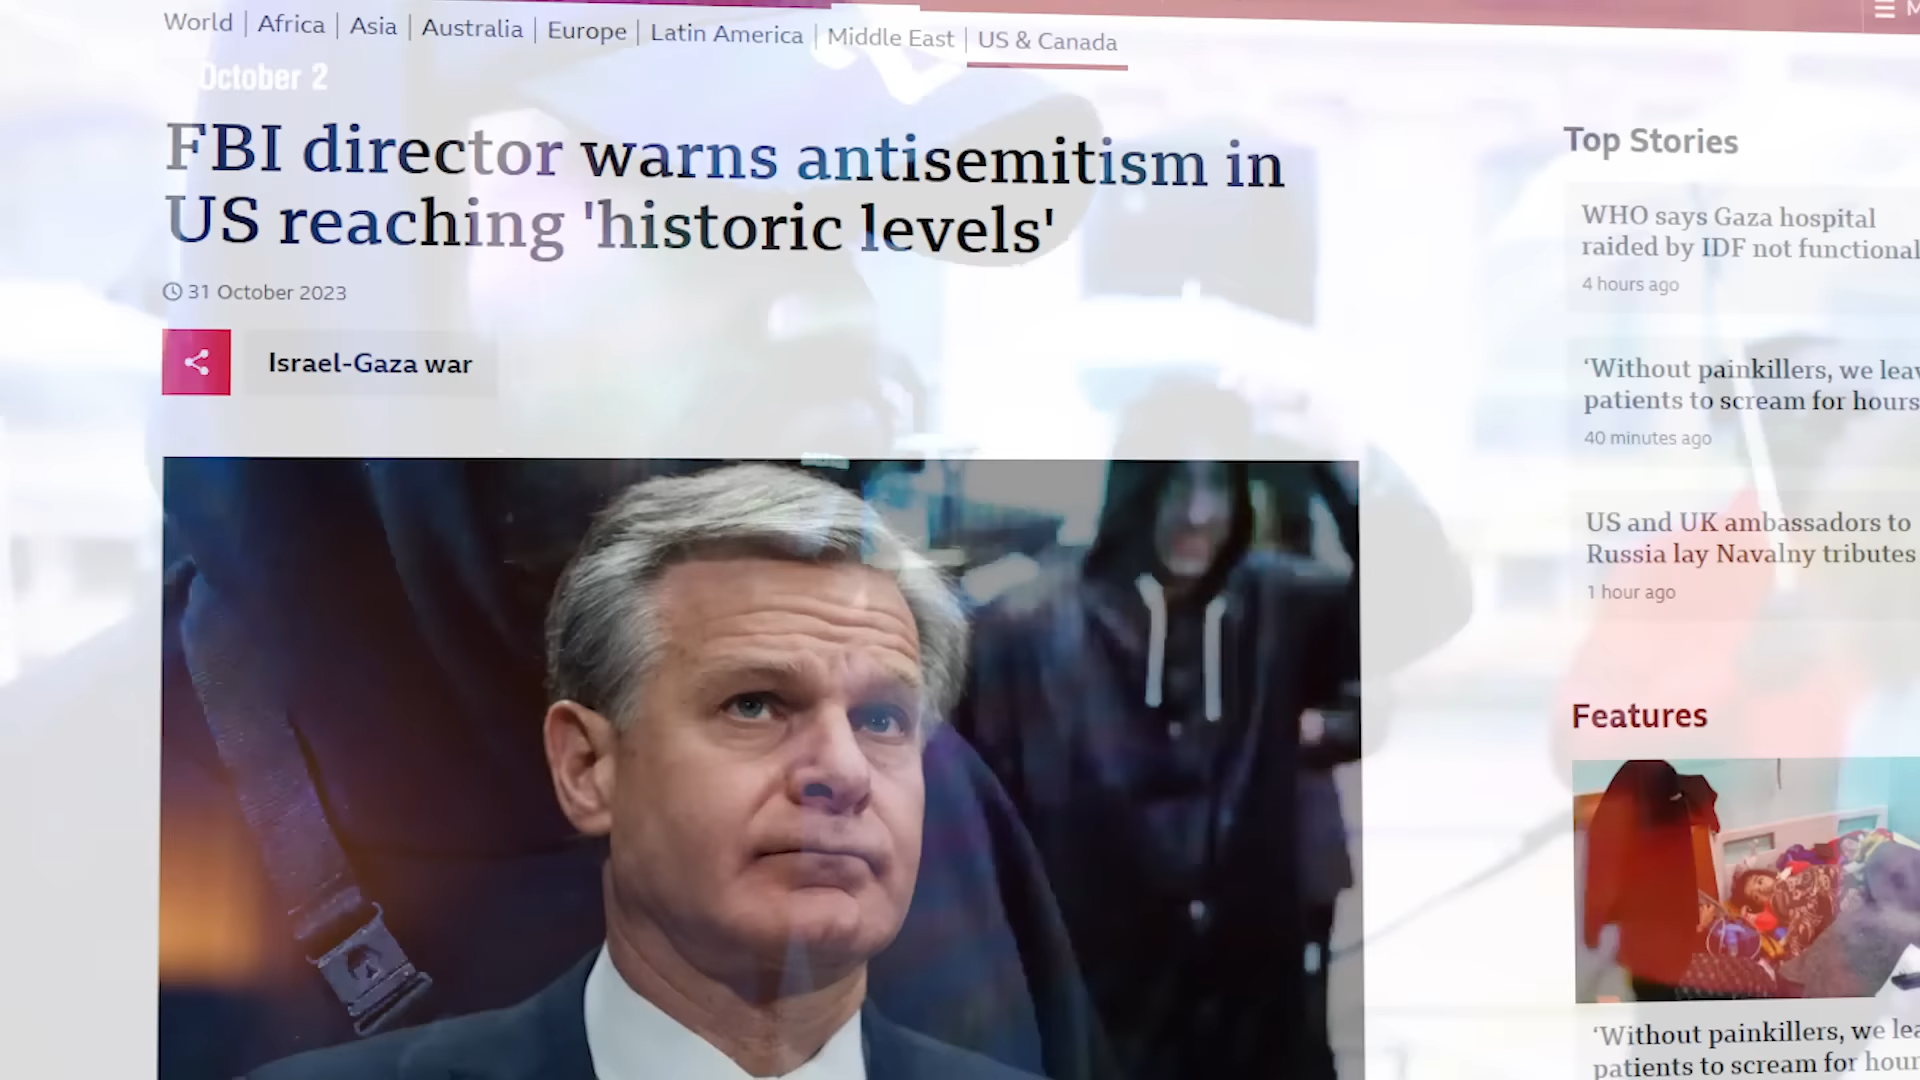 World | Africa | Asia | Australia | Europe | Latin America | Middle East | US & Canada
October 2
FBI director warns antisemitism in
US reaching 'historic levels'
31 October 2023
Israel-Gaza war
Top Stories
WHO says Gaza hospital
raided by IDF not functional
4 hours ago
‘Without painkillers, we
patients to scream for hours
40 minutes ago
US and UK ambassadors to
Russia lay Navalny tributes
1 hour ago
Features
‘Without painkillers, we
patients to scream for